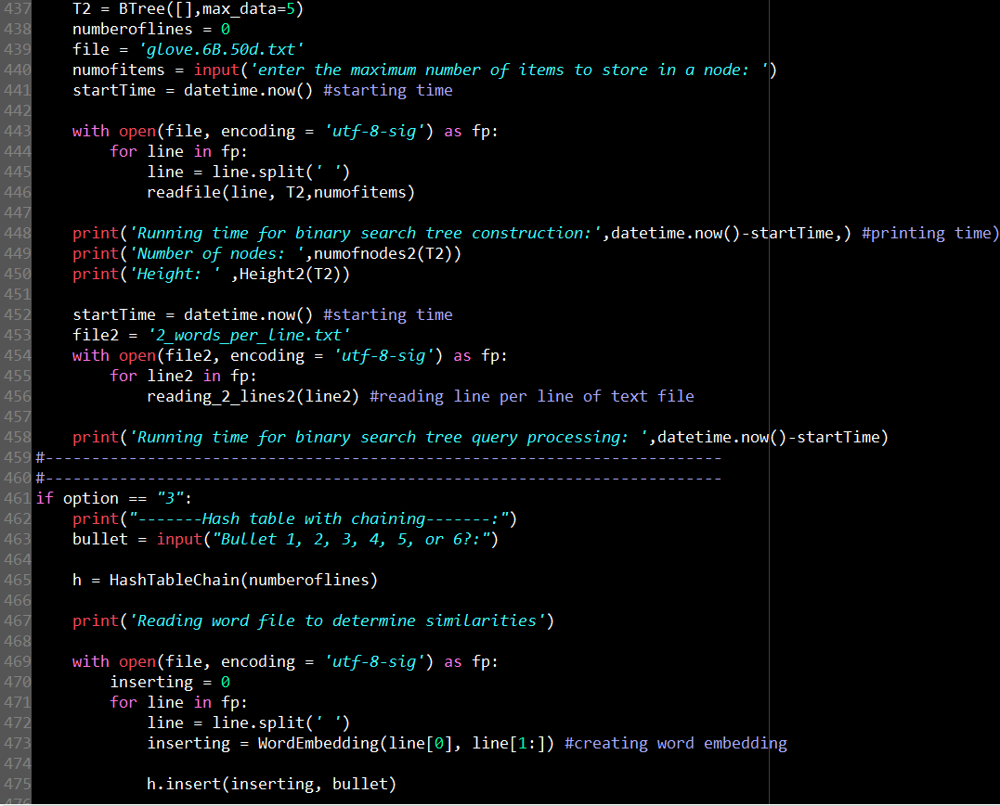 437 T2 = BTree([],max_data=5)
438 numberoflines = 0
439 file = 'glove.6B.50d.txt'
440 numofitems = input('enter the maximum number of items to store in a node: ')
441 startTime = datetime.now() #starting time
442
443 with open(file, encoding = 'utf-8-sig') as fp:
444 for line in fp:
445 line = line.split(' ')
446 readfile(line, T2,numofitems)
447
448 print('Running time for binary search tree construction:',datetime.now()-startTime,) #printing time)
449 print('Number of nodes: ',numofnodes2(T2))
450 print('Height: ' ,Height2(T2))
451
452 startTime = datetime.now() #starting time
453 file2 = '2_words_per_line.txt'
454 with open(file2, encoding = 'utf-8-sig') as fp:
455 for line2 in fp:
456 reading_2_lines2(line2) #reading line per line of text file
457
458 print('Running time for binary search tree query processing: ',datetime.now()-startTime)
459 #-------------------------------------------------------------------------
460 #-------------------------------------------------------------------------
461 if option == "3":
462 print("-------Hash table with chaining-------:")
463 bullet = input("Bullet 1, 2, 3, 4, 5, or 6?:")
464
465 h = HashTableChain(numberoflines)
466
467 print('Reading word file to determine similarities')
468
469 with open(file, encoding = 'utf-8-sig') as fp:
470 inserting = 0
471 for line in fp:
472 line = line.split(' ')
473 inserting = WordEmbedding(line[0], line[1:]) #creating word embedding
474
475 h.insert(inserting, bullet)
476